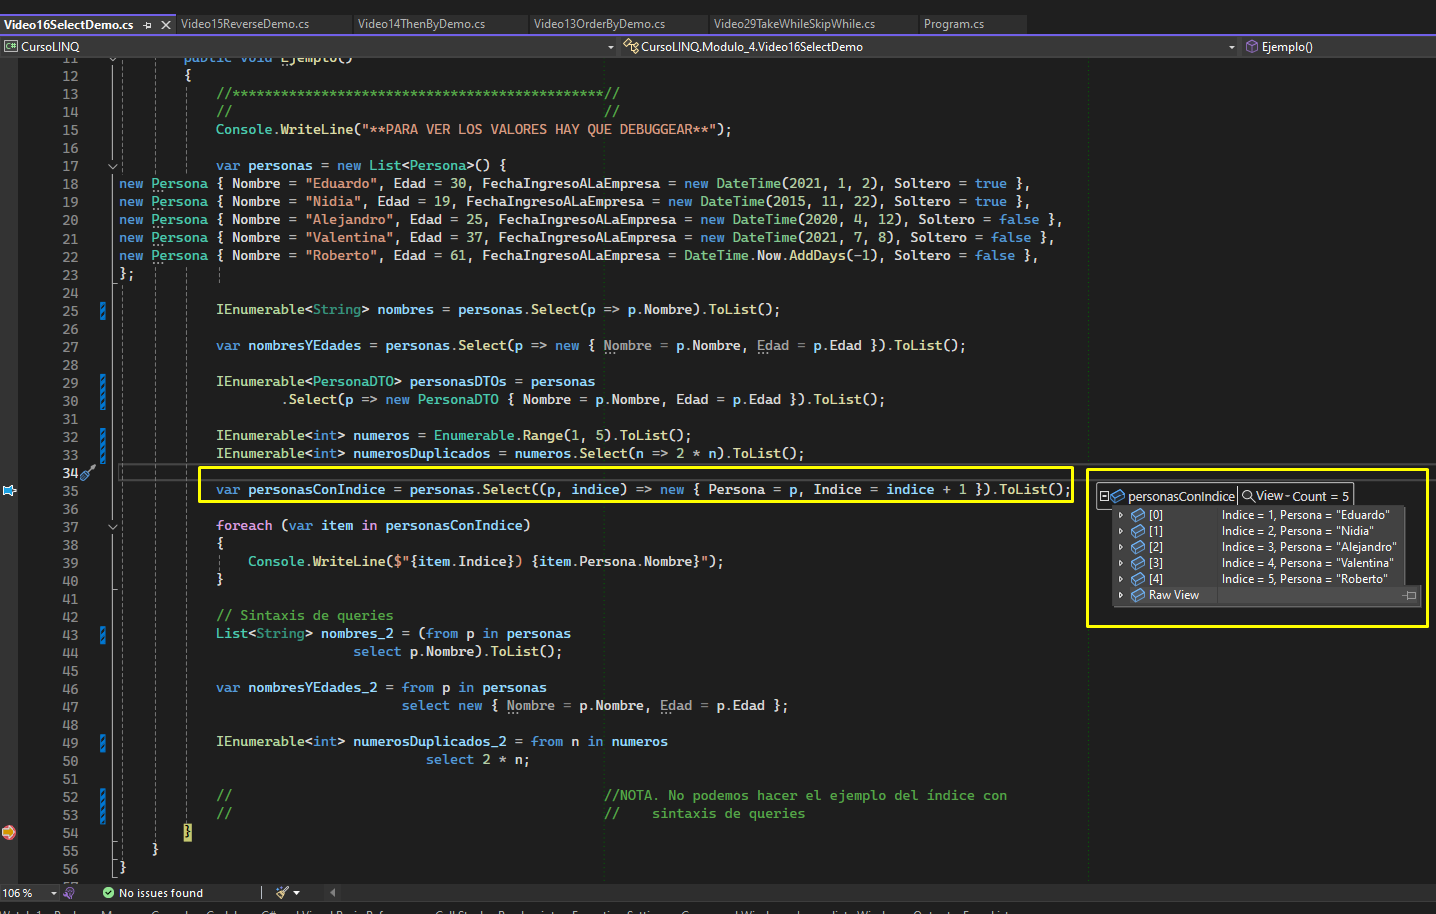 Video16SelectDemo.cs Video15ReverseDemo.cs Video14ThenByDemo.cs Video13OrderByDemo.cs Video29TakeWhileSkipWhile.cs Program.cs
C# CursoLINQ CursoLINQ.Modulo_4.Video16SelectDemo Ejemplo()
11 public void Ejemplo()
12 {
13 //**********************************************//
14 // //
15 Console.WriteLine("**PARA VER LOS VALORES HAY QUE DEBUGGEAR**");
16
17 var personas = new List<Persona>() {
18 new Persona { Nombre = "Eduardo", Edad = 30, FechaIngresoALaEmpresa = new DateTime(2021, 1, 2), Soltero = true },
19 new Persona { Nombre = "Nidia", Edad = 19, FechaIngresoALaEmpresa = new DateTime(2015, 11, 22), Soltero = true },
20 new Persona { Nombre = "Alejandro", Edad = 25, FechaIngresoALaEmpresa = new DateTime(2020, 4, 12), Soltero = false },
21 new Persona { Nombre = "Valentina", Edad = 37, FechaIngresoALaEmpresa = new DateTime(2021, 7, 8), Soltero = false },
22 new Persona { Nombre = "Roberto", Edad = 61, FechaIngresoALaEmpresa = DateTime.Now.AddDays(-1), Soltero = false },
23 };
24
25 IEnumerable<String> nombres = personas.Select(p => p.Nombre).ToList();
26
27 var nombresYEdades = personas.Select(p => new { Nombre = p.Nombre, Edad = p.Edad }).ToList();
28
29 IEnumerable<PersonaDTO> personasDTOs = personas
30 .Select(p => new PersonaDTO { Nombre = p.Nombre, Edad = p.Edad }).ToList();
31
32 IEnumerable<int> numeros = Enumerable.Range(1, 5).ToList();
33 IEnumerable<int> numerosDuplicados = numeros.Select(n => 2 * n).ToList();
34
35 var personasConIndice = personas.Select((p, indice) => new { Persona = p, Indice = indice + 1 }).ToList();
personasConIndice View Count = 5
[0] Indice = 1, Persona = "Eduardo"
[1] Indice = 2, Persona = "Nidia"
[2] Indice = 3, Persona = "Alejandro"
[3] Indice = 4, Persona = "Valentina"
[4] Indice = 5, Persona = "Roberto"
Raw View
36
37 foreach (var item in personasConIndice)
38 {
39 Console.WriteLine($"{item.Indice}) {item.Persona.Nombre}");
40 }
41
42 // Sintaxis de queries
43 List<String> nombres_2 = (from p in personas
44 select p.Nombre).ToList();
45
46 var nombresYEdades_2 = from p in personas
47 select new { Nombre = p.Nombre, Edad = p.Edad };
48
49 IEnumerable<int> numerosDuplicados_2 = from n in numeros
50 select 2 * n;
51
52 // //NOTA. No podemos hacer el ejemplo del índice con
53 // // sintaxis de queries
54 }
55 }
56 }
106 % No issues found